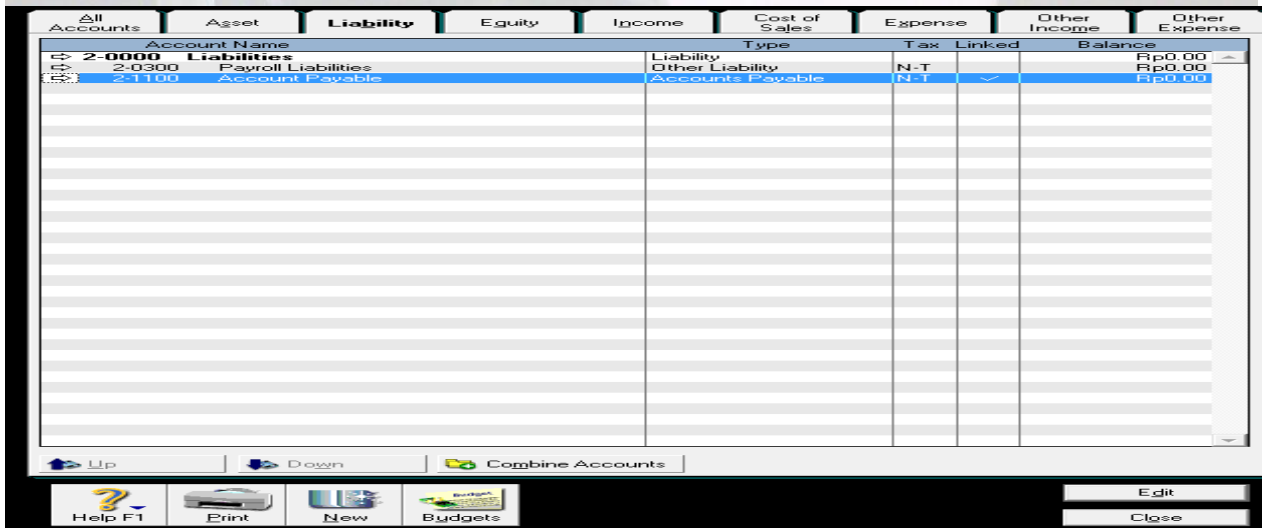 All Accounts Asset Liability Equity Income Cost of Sales Expense Other Income Other Expense
Account Name Type Tax Linked Balance
2-0000 Liabilities Liability Rp0.00
2-0300 Payroll Liabilities Other Liability N-T Rp0.00
2-1100 Account Payable Accounts Payable N-T Rp0.00
Up Down Combine Accounts
Budget
Help F1 Print New Budgets
Edit
Close